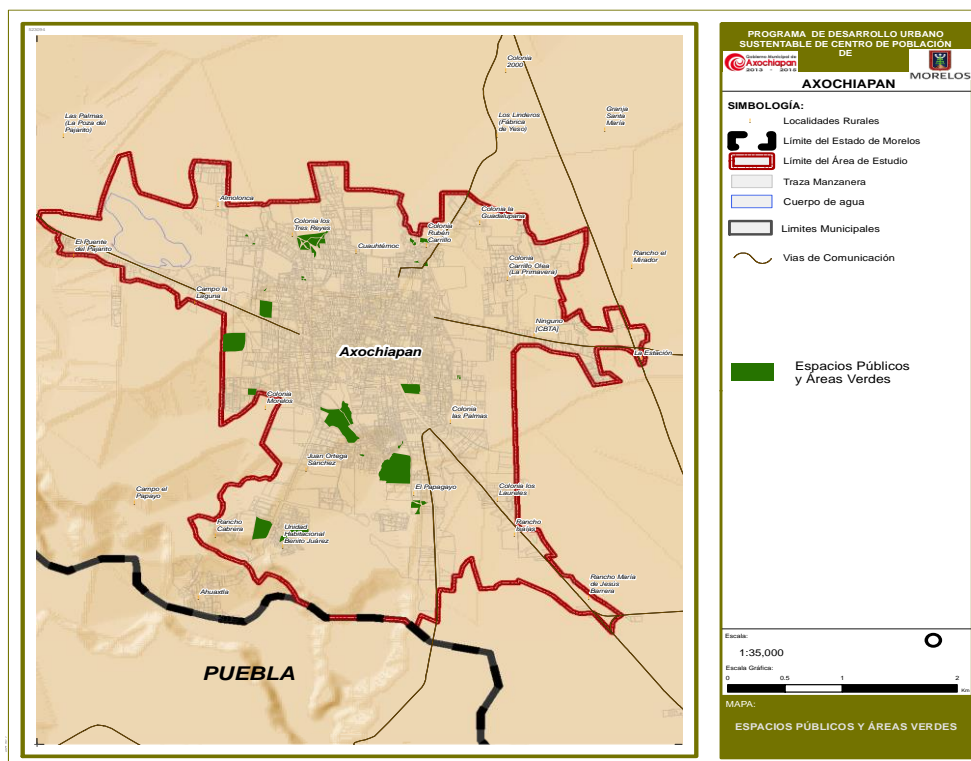 Colonia
2000
Las Palmas
(La Poza del
Pajarito)
Los Linderos
(Fábrica
de Yeso)
Granja
Santa
María
Almolonca
Colonia los
Tres Reyes
Colonia la
Guadalupana
Colonia
Rubén
Carrillo
El Puente
del Pajarito
Cuauhtémoc
Rancho el
Mirador
Colonia
Carrillo Olea
(La Primavera)
Campo la
Laguna
Ninguno
[CBTA]
Axochiapan
La Estación
Colonia
Morelos
Colonia
las Palmas
Juan Ortega
Sánchez
Campo el
Papayo
El Papagayo
Colonia los
Laureles
Rancho
Cabrera
Unidad
Habitacional
Benito Juárez
Rancho
Ahuaxtla
Rancho María
de Jesús
Barrera
PUEBLA
PROGRAMA DE DESARROLLO URBANO
SUSTENTABLE DE CENTRO DE POBLACIÓN
DE
Gobierno Municipal de
Axochiapan
2013 - 2015
MORELOS
AXOCHIAPAN
SIMBOLOGÍA:
Localidades Rurales
Límite del Estado de Morelos
Límite del Área de Estudio
Traza Manzanera
Cuerpo de agua
Limites Municipales
Vias de Comunicación
Espacios Públicos
y Áreas Verdes
Escala:
1:35,000
Escala Gráfica:
0 0.5 1 2
Km
MAPA:
ESPACIOS PÚBLICOS Y ÁREAS VERDES